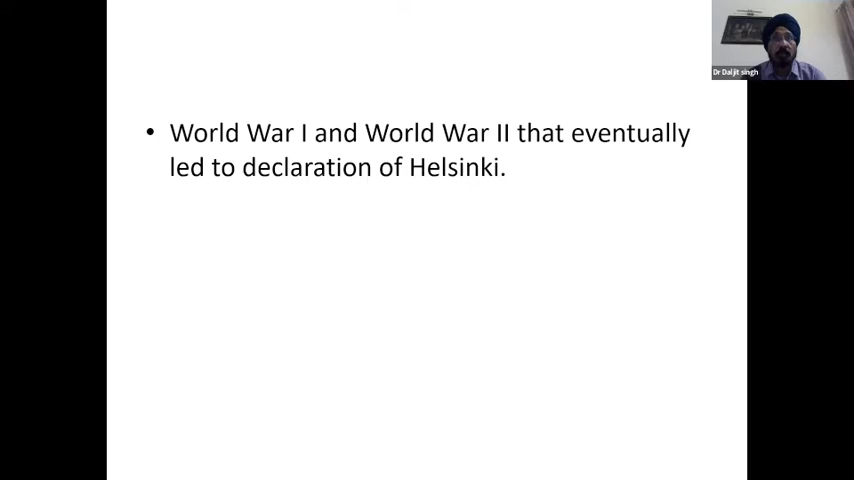 Dr Daljit singh
• World War I and World War II that eventually
led to declaration of Helsinki.